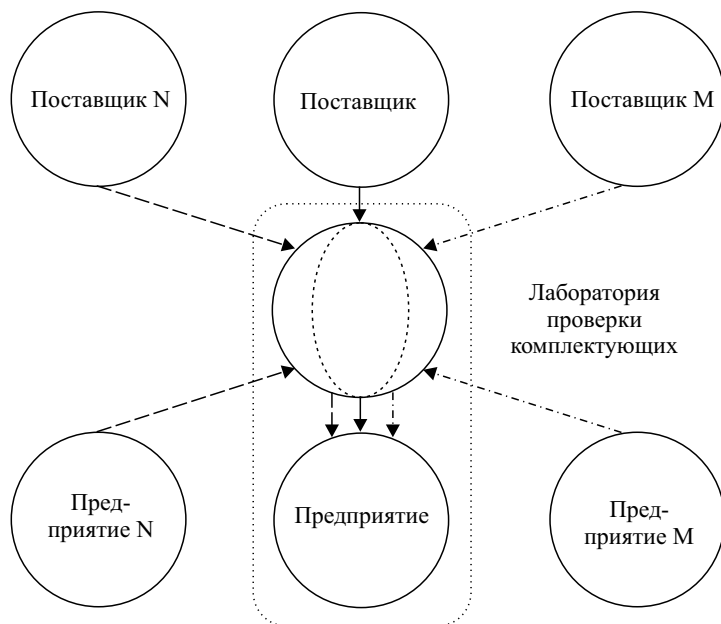 Поставщик N
Поставщик
Поставщик M
Лаборатория
проверки
комплектующих
Пред-
приятие N
Предприятие
Пред-
приятие M